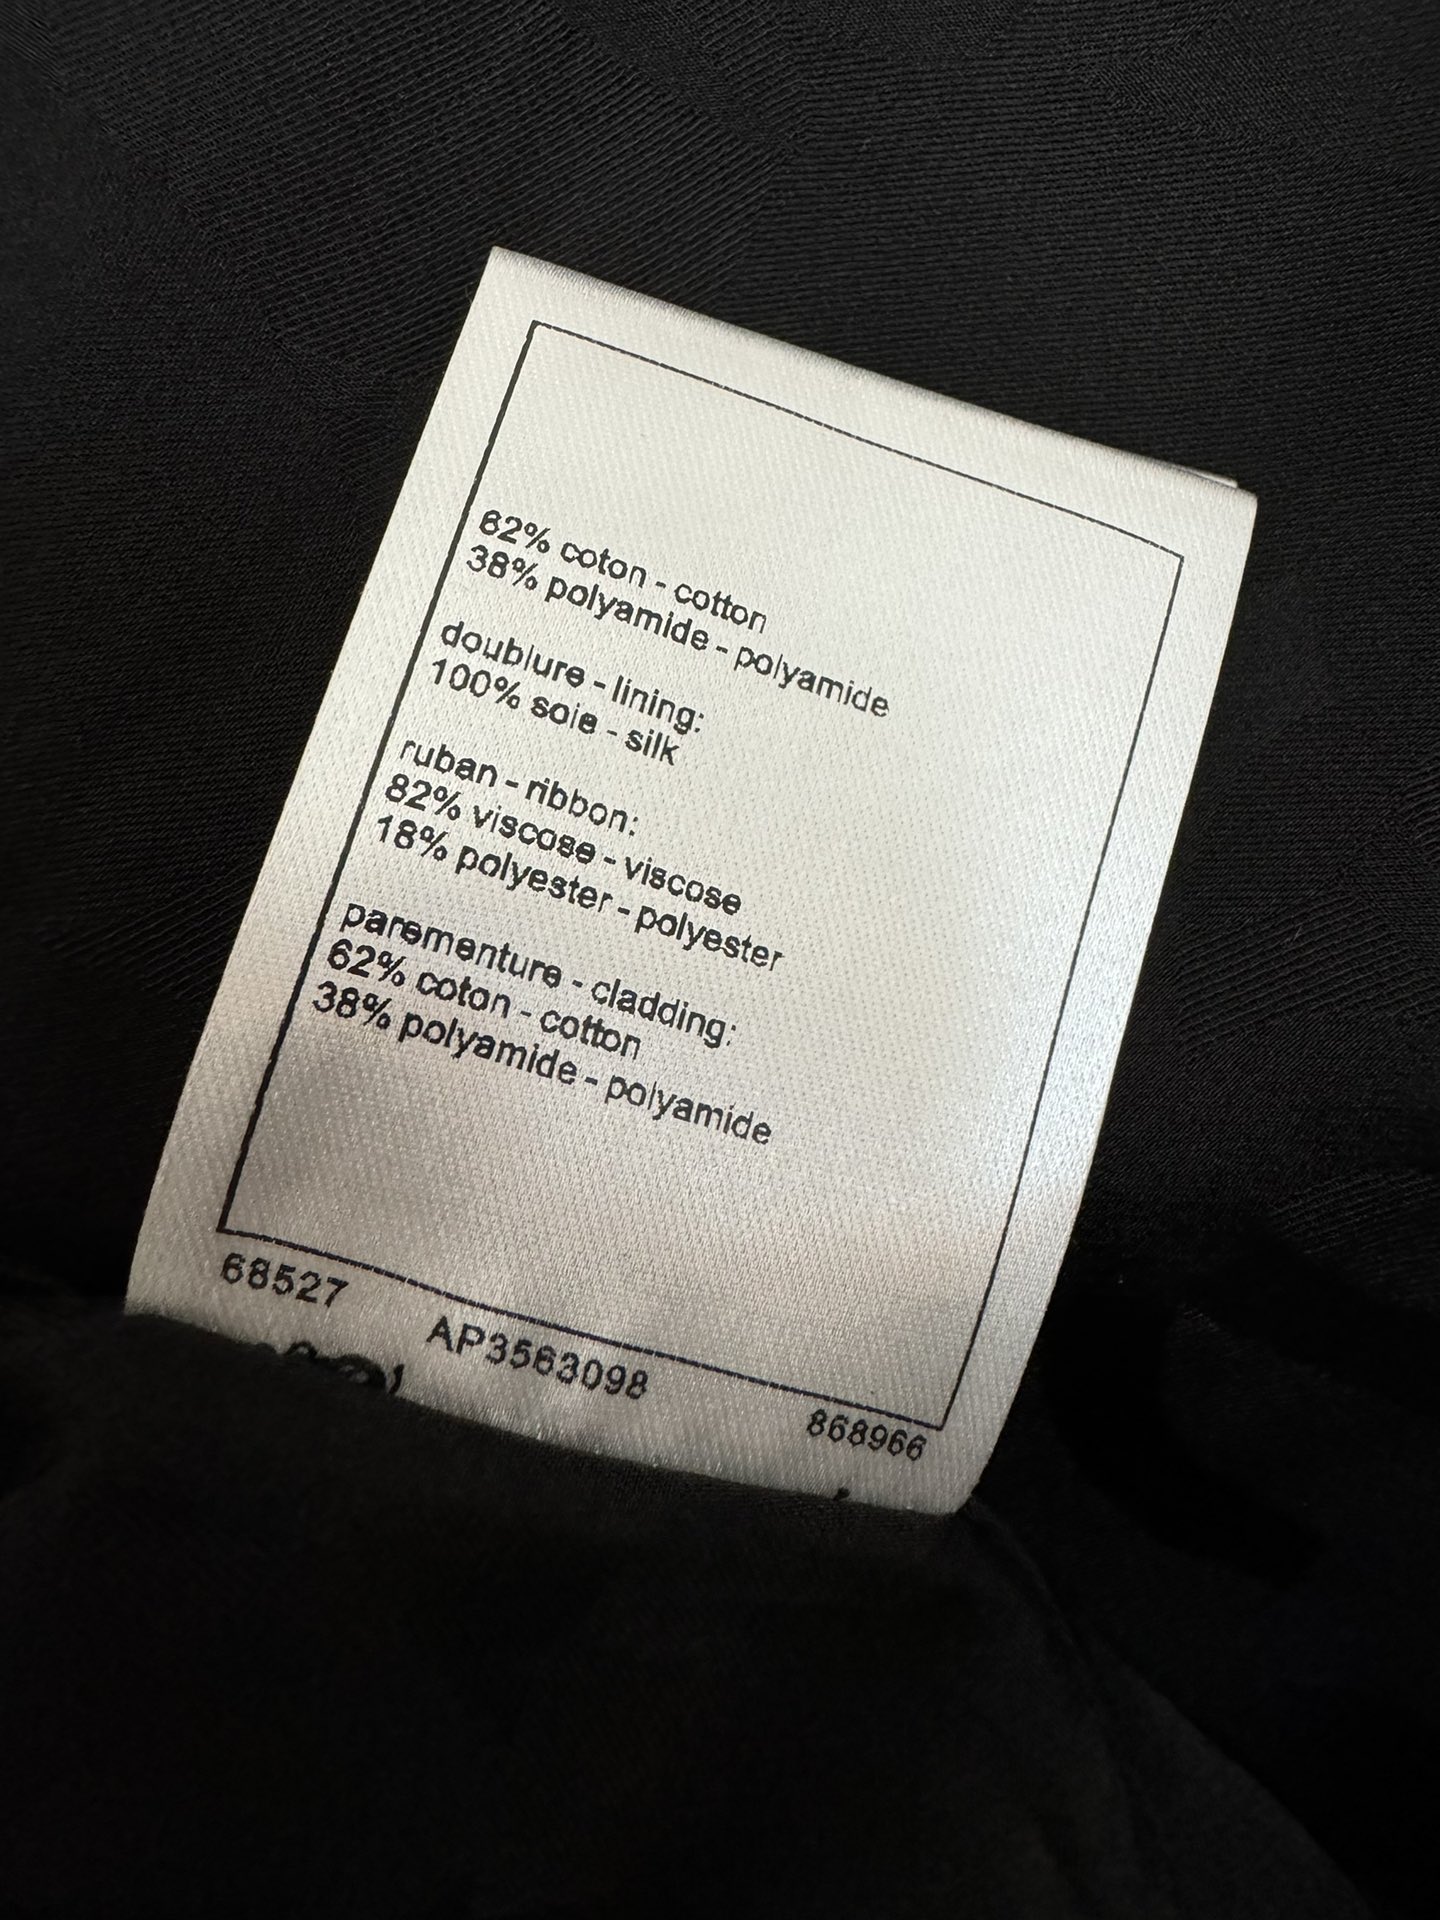 62% coton - cotton
38% polyamide - polyamide
doublure - lining:
100% soie - silk
ruban - ribbon:
82% viscose - viscose
18% polyester - polyester
parementure - cladding:
62% coton - cotton
38% polyamide - polyamide
68527
AP3563098
868966